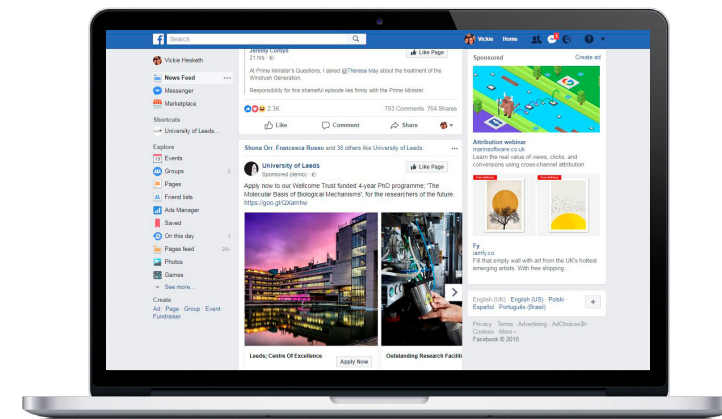 Search
Vickie Home
Vickie Hesketh
News Feed
Messenger
Marketplace
Shortcuts
University of Leeds...
Explore
Events
Groups 3
Pages
Friend lists
Ads Manager
Saved
On this day 1
Pages feed 20+
Photos
Games
See more...
Create
Ad Page Group Event
Fundraiser
Jeremy Corbyn
21 hrs ·
Like Page
At Prime Minister's Questions, I asked @Theresa May about the treatment of the
Windrush Generation.
Responsibility for this shameful episode lies firmly with the Prime Minister.
2.3K
783 Comments 764 Shares
Like Comment Share
Shona Orr, Francesca Russo and 38 others like University of Leeds.
University of Leeds
Sponsored (demo) ·
Like Page
Apply now to our Wellcome Trust funded 4-year PhD programme, 'The
Molecular Basis of Biological Mechanisms', for the researchers of the future.
https://goo.gl/QXamhw
Leeds; Centre Of Excellence
Apply Now
Outstanding Research Faciliti
Sponsored
Create ad
Attribution webinar
marinsoftware.co.uk
Learn the real value of views, clicks, and
conversions using cross-channel attribution
Free delivery
Free delivery
Fy
iamfy.co
Fill that empty wall with art from the UK's hottest
emerging artists. With free shipping...
English (UK) · English (US) · Polski
Español · Português (Brasil)
Privacy · Terms · Advertising · AdChoices
Cookies · More
Facebook © 2018